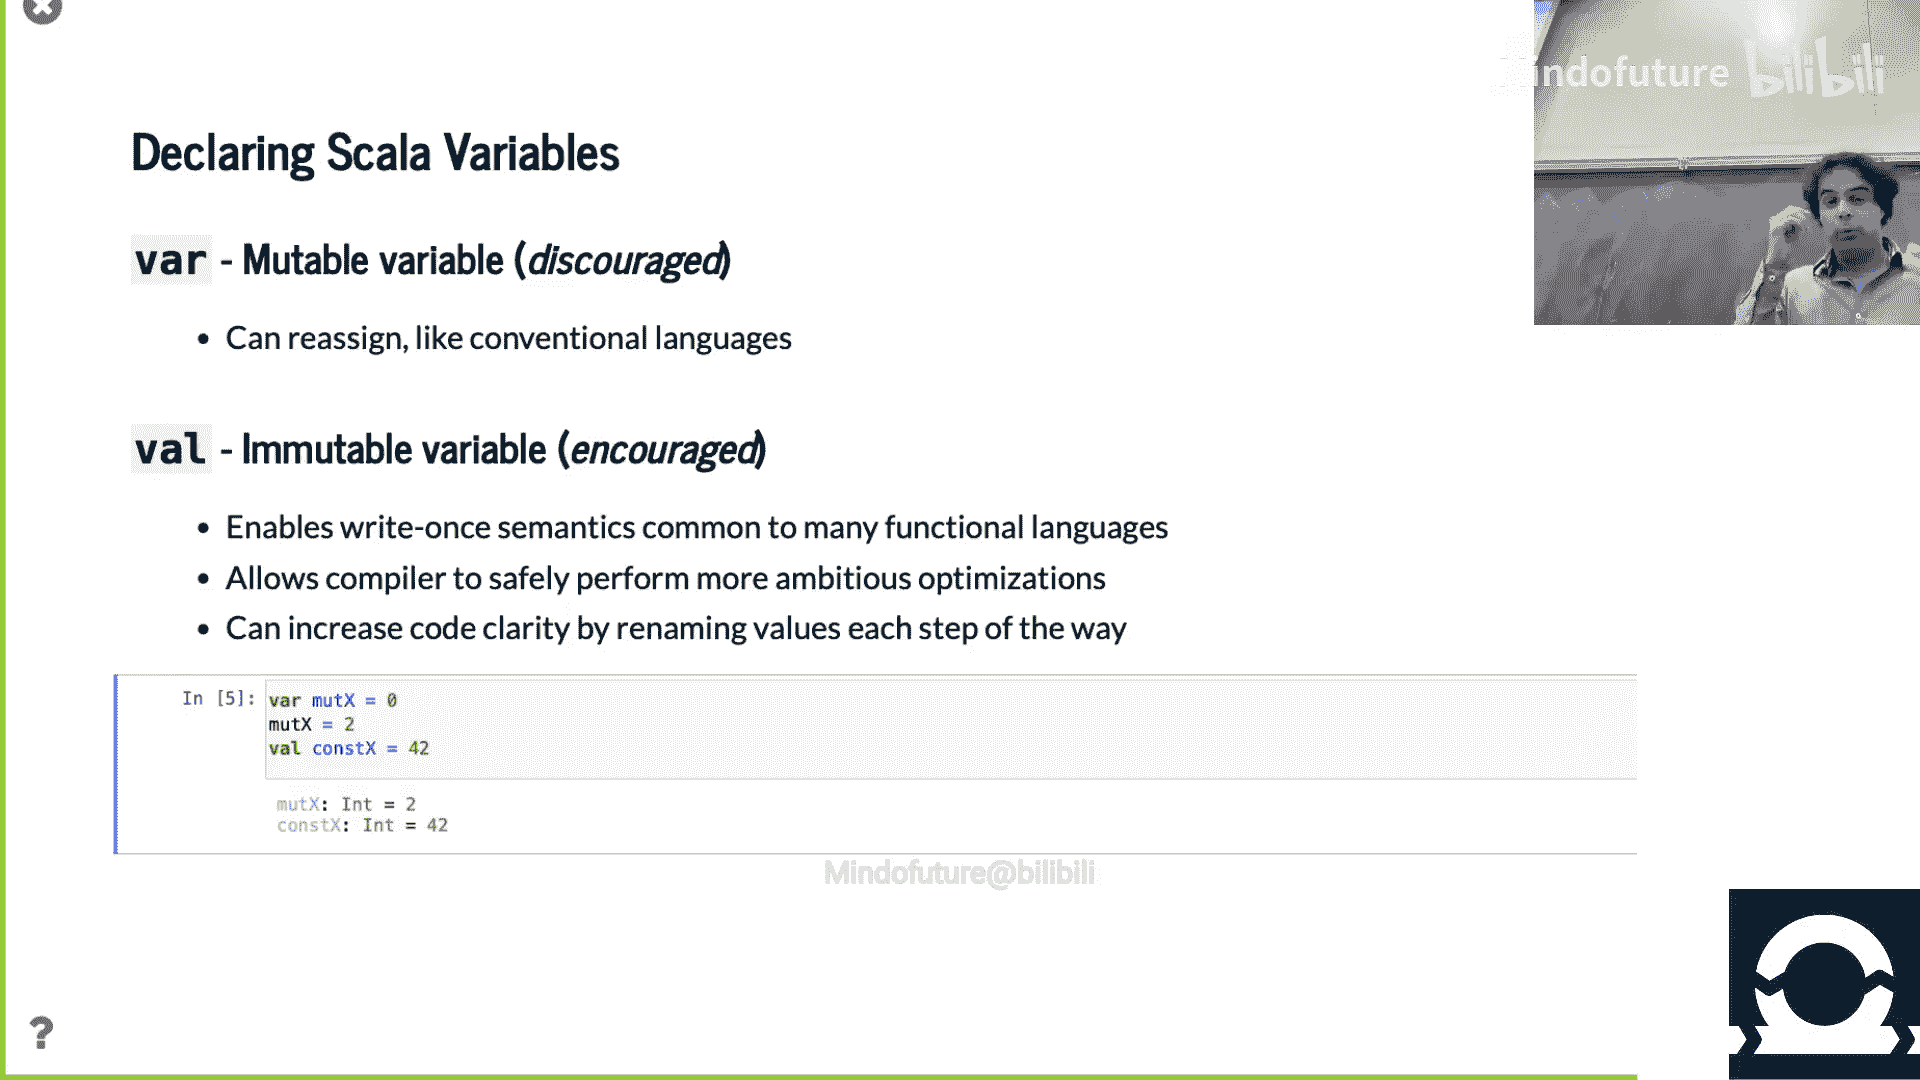 Mindofuture bilibili
Declaring Scala Variables
var - Mutable variable (discouraged)
• Can reassign, like conventional languages
val - Immutable variable (encouraged)
• Enables write-once semantics common to many functional languages
• Allows compiler to safely perform more ambitious optimizations
• Can increase code clarity by renaming values each step of the way
In [5]: var mutX = 0
mutX = 2
val constX = 42
mutX: Int = 2
constX: Int = 42
Mindofuture@bilibili
?